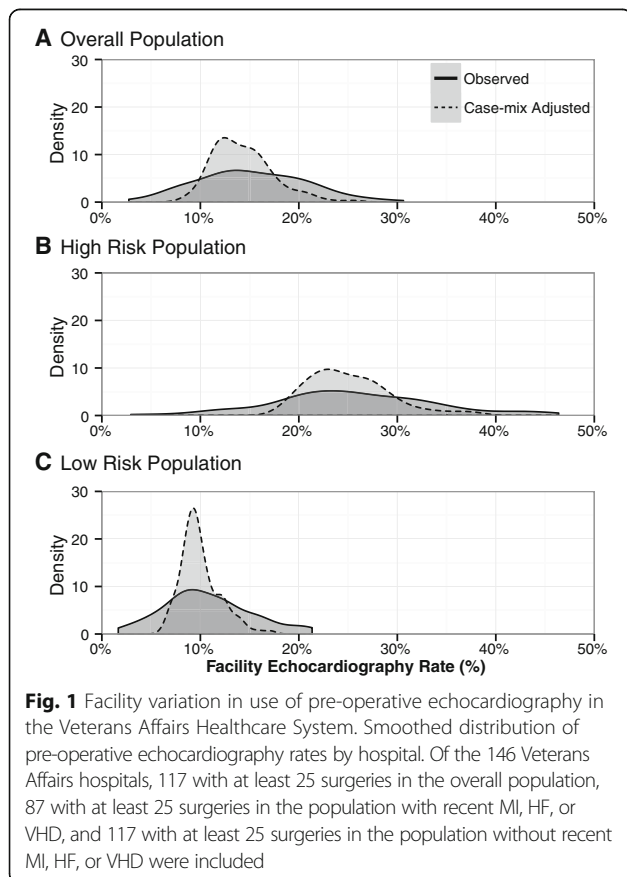 A Overall Population
30
20
10
0
Density
Observed
Case-mix Adjusted
0% 10% 20% 30% 40% 50%
B High Risk Population
30
20
10
0
Density
0% 10% 20% 30% 40% 50%
C Low Risk Population
30
20
10
0
Density
0% 10% 20% 30% 40% 50%
Facility Echocardiography Rate (%)
Fig. 1 Facility variation in use of pre-operative echocardiography in
the Veterans Affairs Healthcare System. Smoothed distribution of
pre-operative echocardiography rates by hospital. Of the 146 Veterans
Affairs hospitals, 117 with at least 25 surgeries in the overall population,
87 with at least 25 surgeries in the population with recent MI, HF, or
VHD, and 117 with at least 25 surgeries in the population without recent
MI, HF, or VHD were included